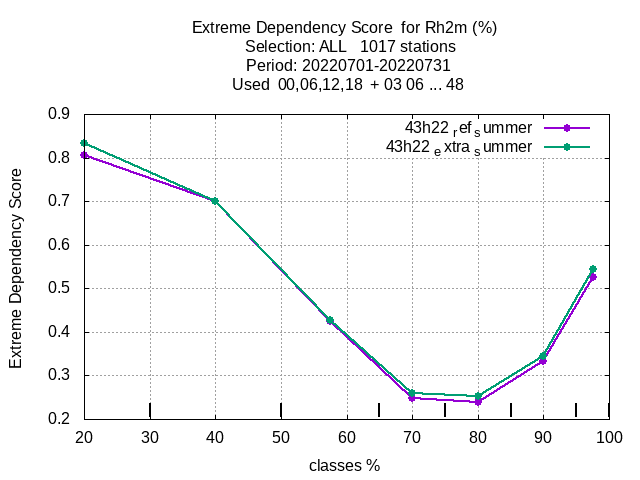 Extreme Dependency Score  for Rh2m (%)
Selection: ALL   1017 stations
Period: 20220701-20220731
Used  00,06,12,18  + 03 06 ... 48
43h22 ref summer
43h22 extra summer
Extreme Dependency Score
0.9
0.8
0.7
0.6
0.5
0.4
0.3
0.2
20 30 40 50 60 70 80 90 100
classes %